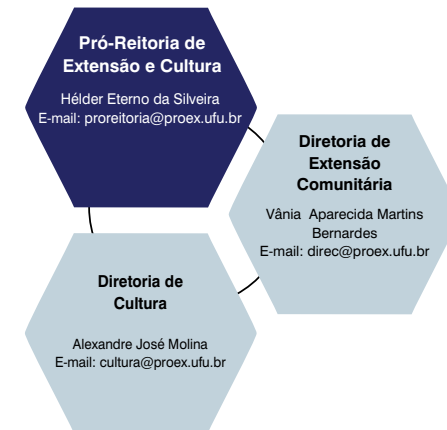 Pró-Reitoria de
Extensão e Cultura
Hélder Eterno da Silveira
E-mail: proreitoria@proex.ufu.br
Diretoria de
Extensão
Comunitária
Vânia Aparecida Martins
Bernardes
E-mail: direc@proex.ufu.br
Diretoria de
Cultura
Alexandre José Molina
E-mail: cultura@proex.ufu.br